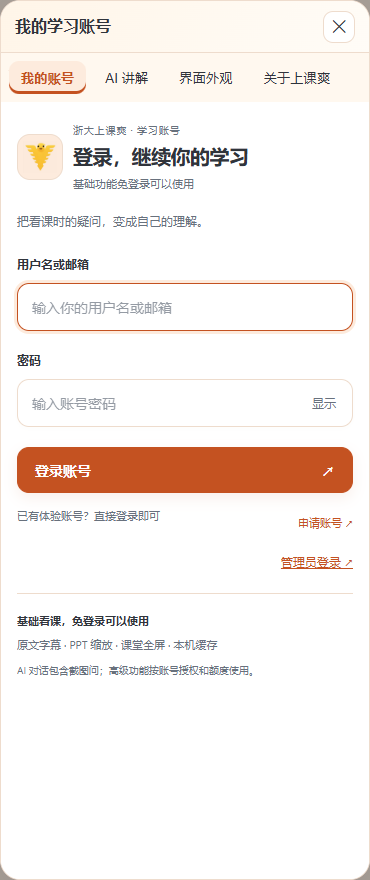 我的学习账号
我的账号 AI 讲解 界面外观 关于上课爽
浙大上课爽 · 学习账号
登录，继续你的学习
基础功能免登录可以使用
把看课时的疑问，变成自己的理解。
用户名或邮箱
输入你的用户名或邮箱
密码
输入账号密码 显示
登录账号 ↗
已有体验账号？直接登录即可
申请账号 ↗
管理员登录 ↗
基础看课，免登录可以使用
原文字幕 · PPT 缩放 · 课堂全屏 · 本机缓存
AI 对话包含截图问；高级功能按账号授权和额度使用。